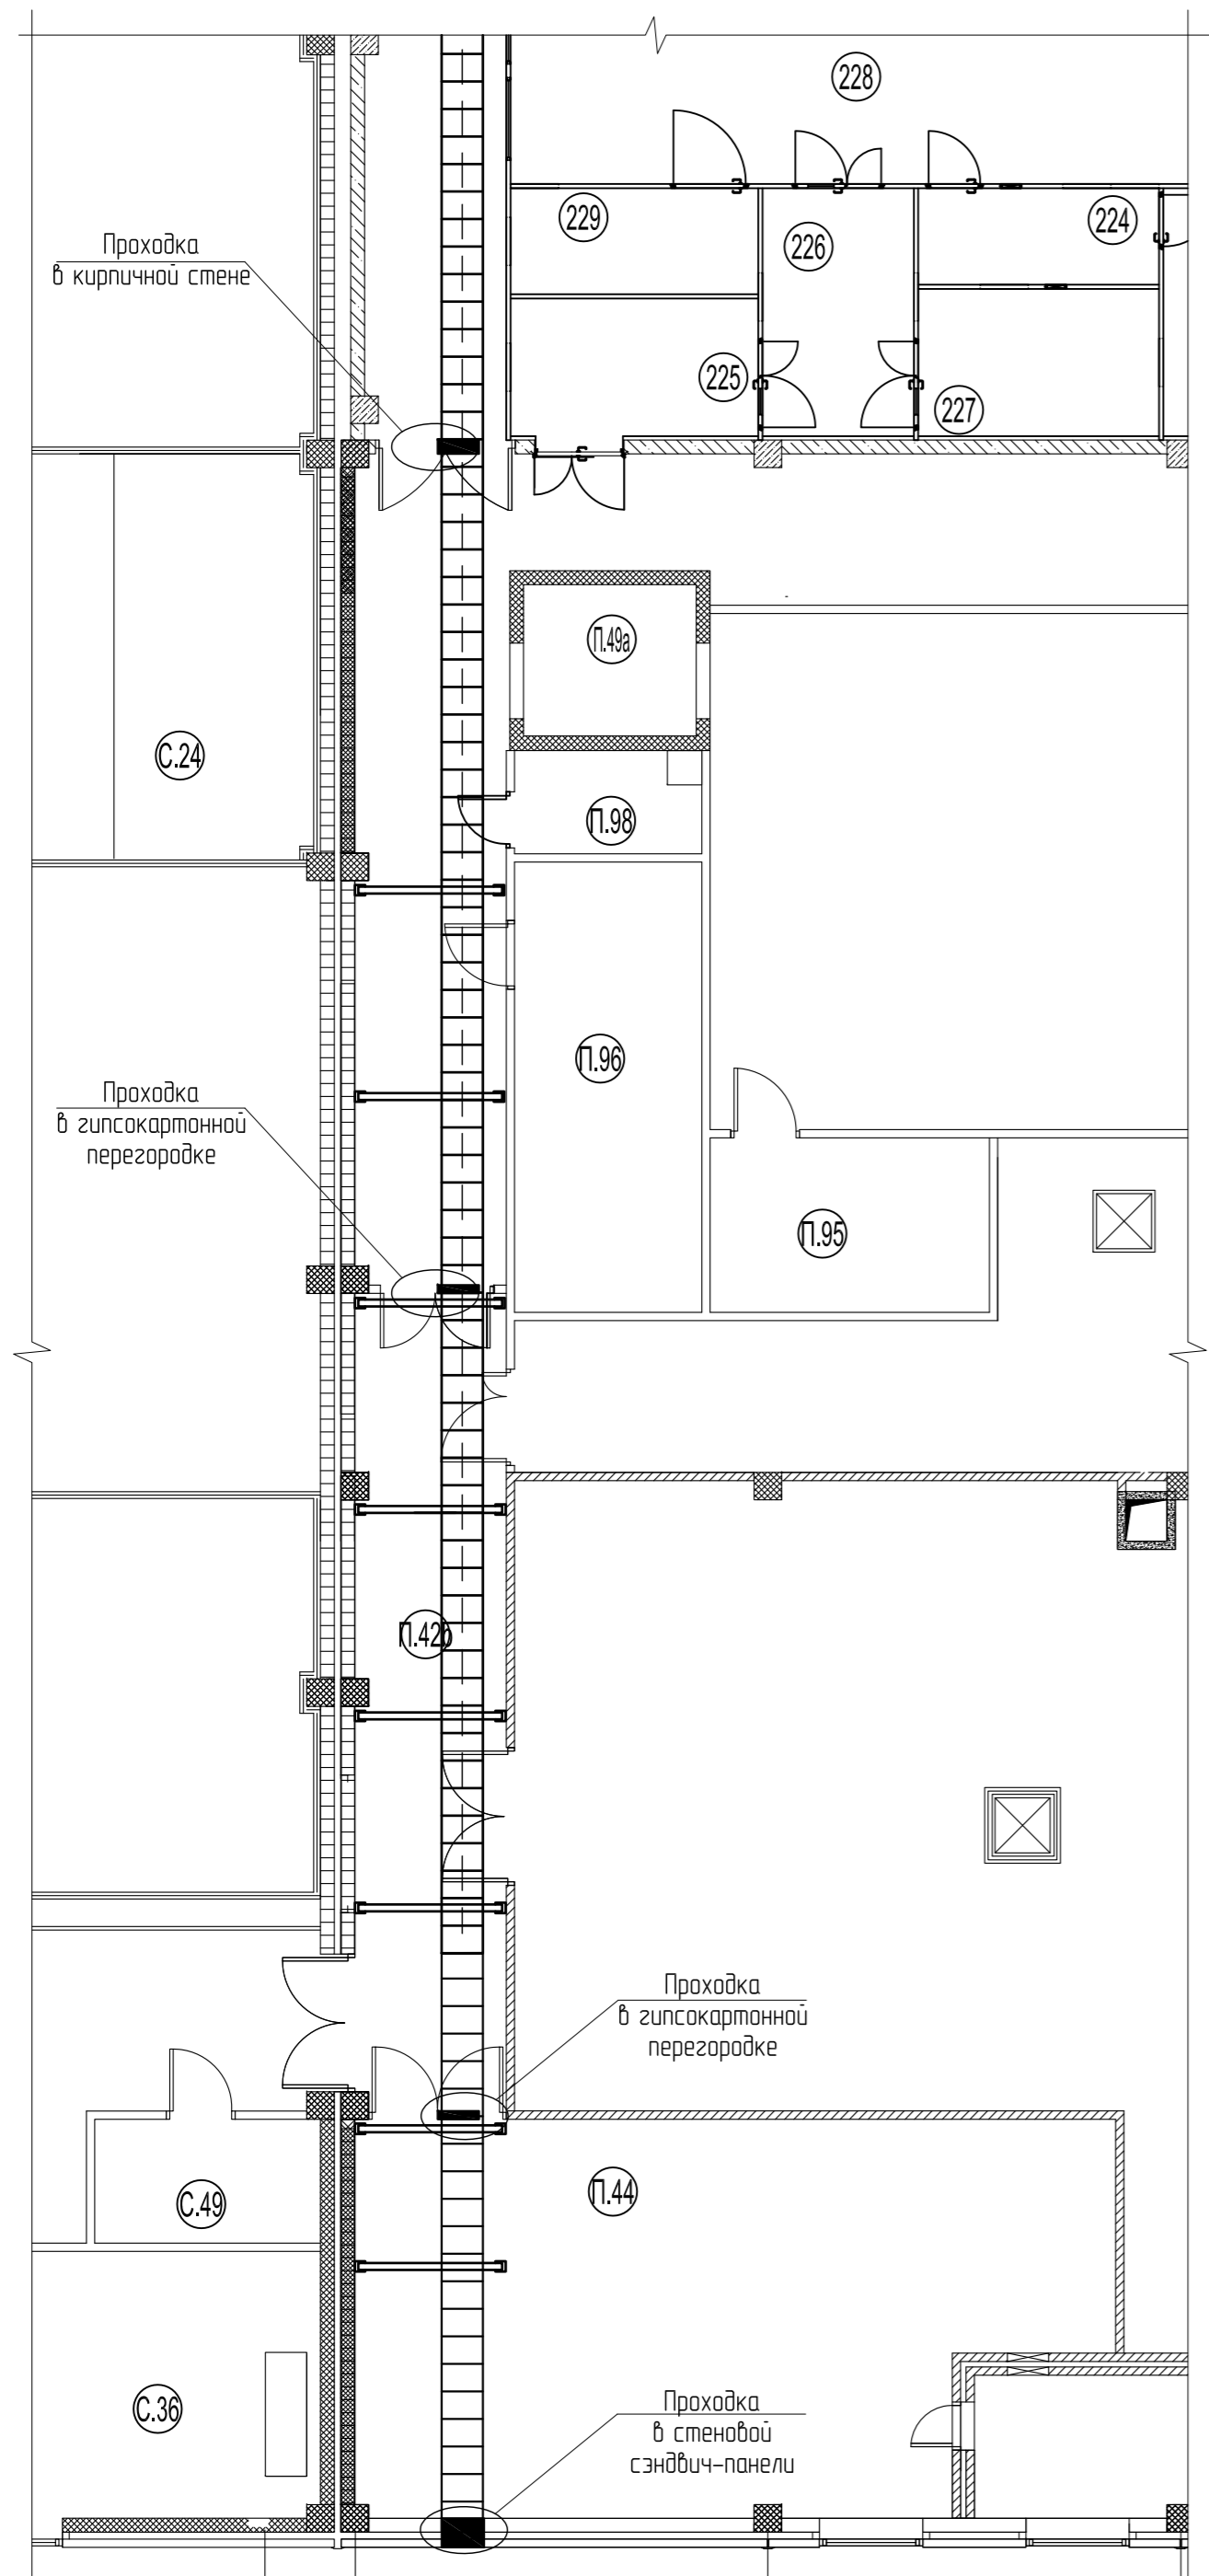 228
229
224
226
Проходка
в кирпичной стене
225
227
П.49а
С.24
П.98
П.96
Проходка
в гипсокартонной
перегородке
П.95
П.42б
Проходка
в гипсокартонной
перегородке
П.44
С.49
Проходка
в стеновой
сэндвич-панели
С.36